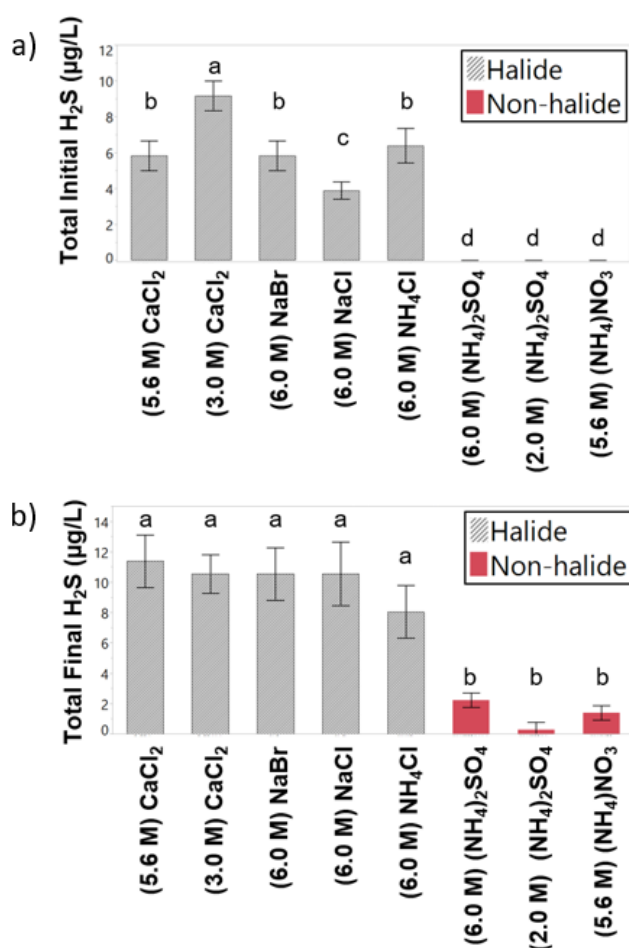 a)
Total Initial H₂S (µg/L)
12
10
8
6
4
2
0
b
a
b
c
b
d
d
d
Halide
Non-halide
(5.6 M) CaCl₂
(3.0 M) CaCl₂
(6.0 M) NaBr
(6.0 M) NaCl
(6.0 M) NH₄Cl
(6.0 M) (NH₄)₂SO₄
(2.0 M) (NH₄)₂SO₄
(5.6 M) (NH₄)NO₃
b)
Total Final H₂S (µg/L)
14
12
10
8
6
4
2
0
a
a
a
a
a
b
b
b
Halide
Non-halide
(5.6 M) CaCl₂
(3.0 M) CaCl₂
(6.0 M) NaBr
(6.0 M) NaCl
(6.0 M) NH₄Cl
(6.0 M) (NH₄)₂SO₄
(2.0 M) (NH₄)₂SO₄
(5.6 M) (NH₄)NO₃